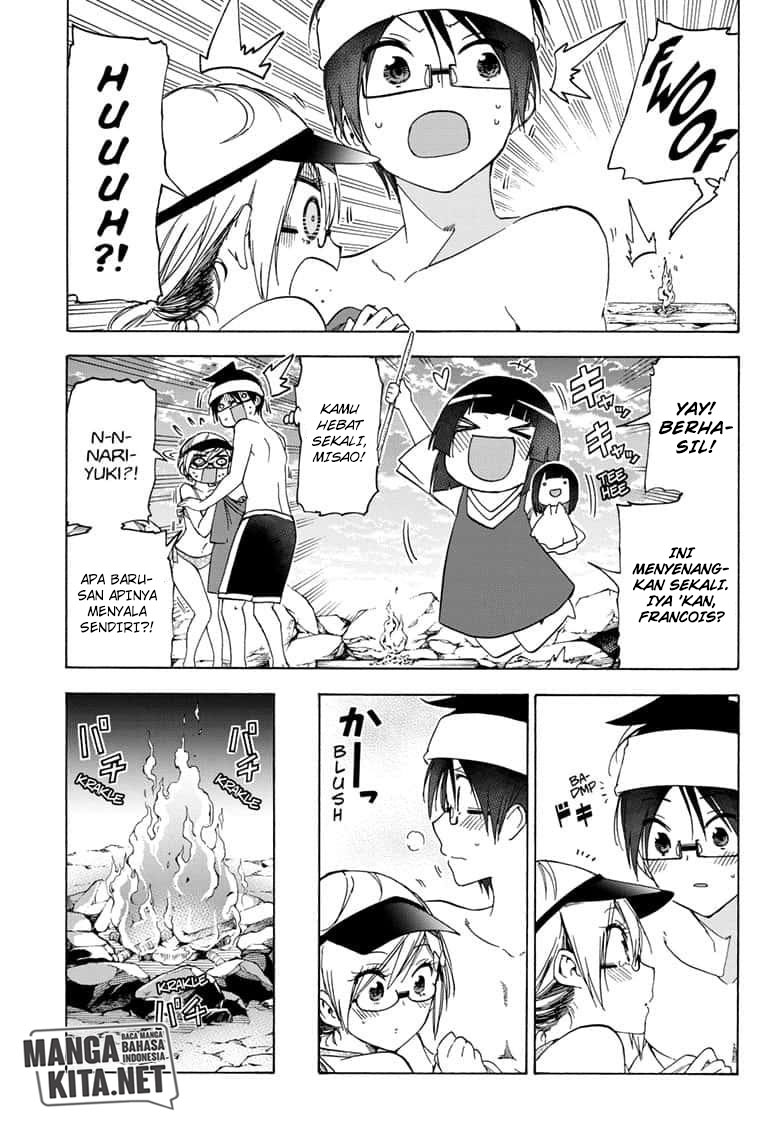 FWOOF
HUUUH?!
YAY!
BERHA-
SIL!
INI
MENYENANG-
KAN SEKALI.
IYA 'KAN,
FRANCOIS?
キャッ
キャッ
TEE
HEE
KAMU
HEBAT
SEKALI,
MISAO!
N-N-
NARI-
YUKI?!
APA BARU-
SAN APINYA
MENYALA
SENDIRI?!
BA-
DMP
ドキ
かーっ
BLUSH
パチ
KRAKLE
パチ
KRAKLE
KRAKLE
パチ
MANGA
KITA.NET
BACA MANGA
BAHASA
INDONESIA